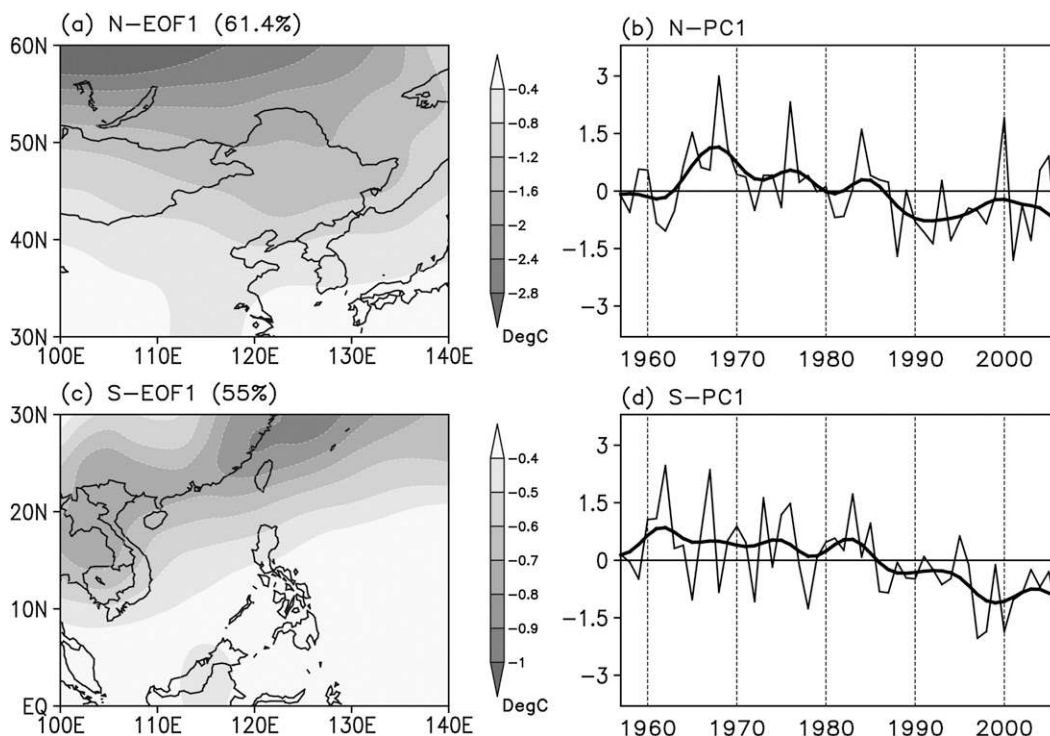 (a) N-EOF1 (61.4%)
60N
50N
40N
30N
100E 110E 120E 130E 140E
-0.4
-0.8
-1.2
-1.6
-2
-2.4
-2.8
DegC
(b) N-PC1
3
1.5
0
-1.5
-3
1960 1970 1980 1990 2000
(c) S-EOF1 (55%)
30N
20N
10N
EQ
100E 110E 120E 130E 140E
-0.4
-0.5
-0.6
-0.7
-0.8
-0.9
-1
DegC
(d) S-PC1
3
1.5
0
-1.5
-3
1960 1970 1980 1990 2000